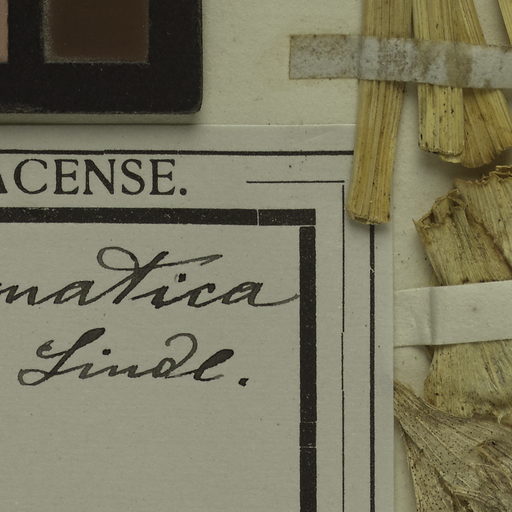 ACENSE.
matica
Lindl.